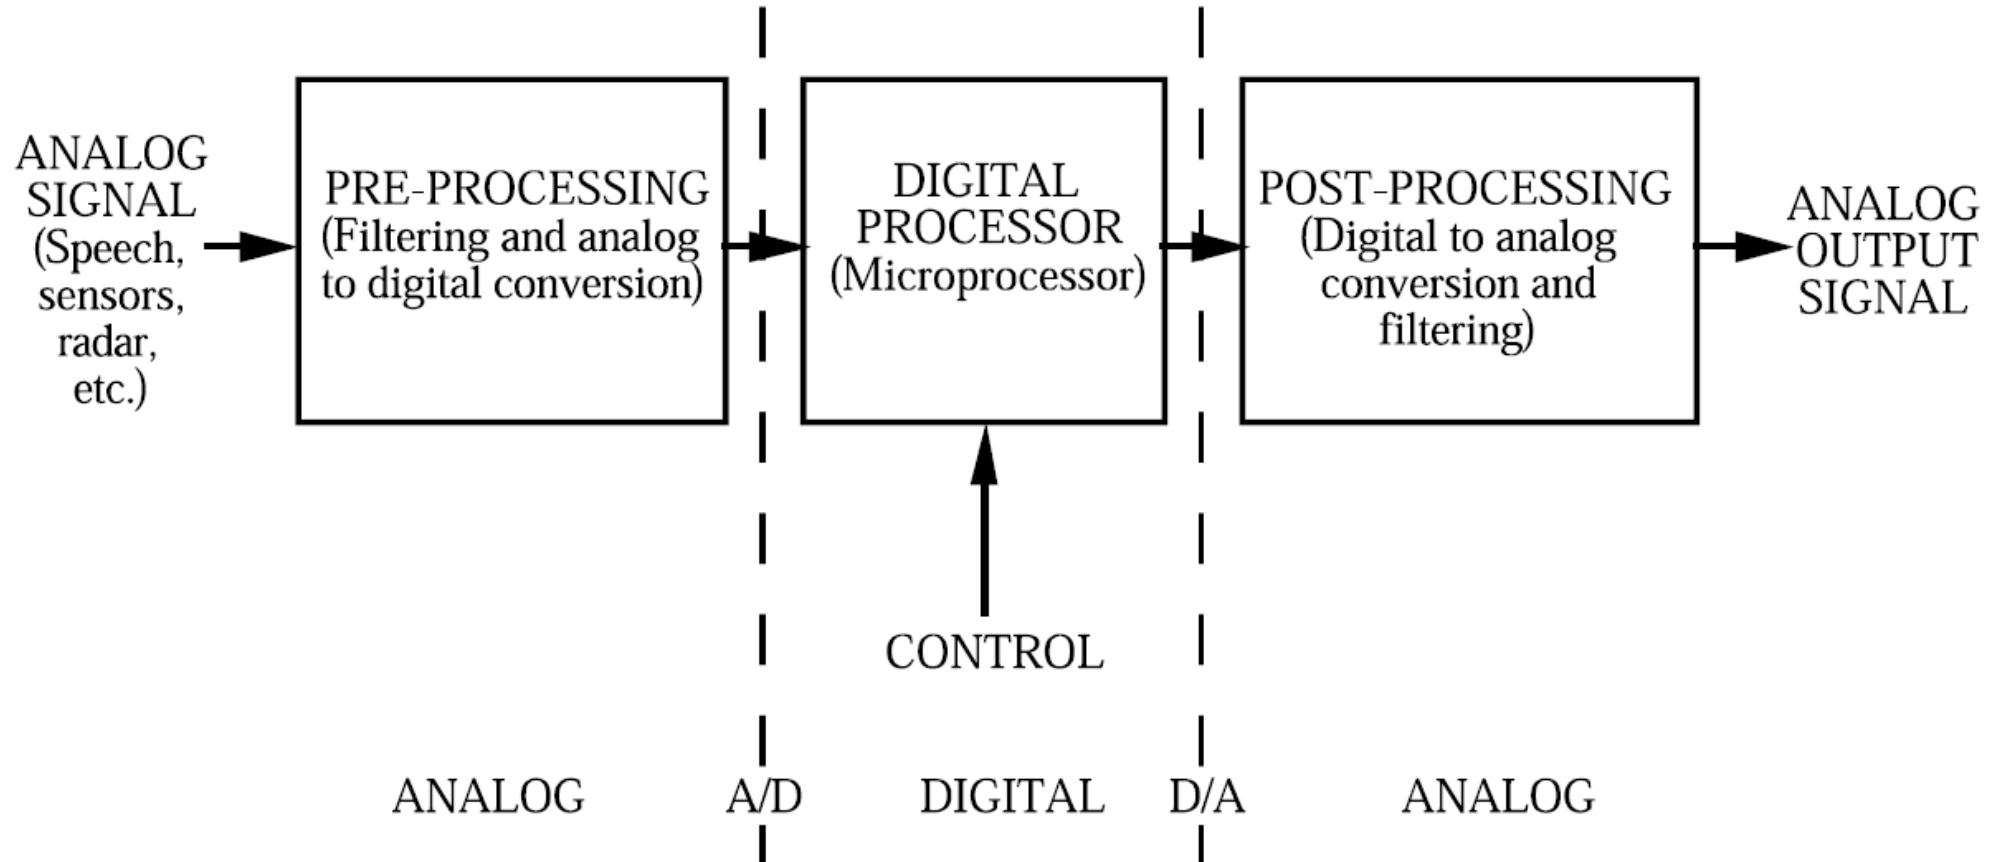 ANALOG
SIGNAL
(Speech,
sensors,
radar,
etc.)
PRE-PROCESSING
(Filtering and analog
to digital conversion)
DIGITAL
PROCESSOR
(Microprocessor)
POST-PROCESSING
(Digital to analog
conversion and
filtering)
ANALOG
OUTPUT
SIGNAL
CONTROL
ANALOG
A/D
DIGITAL
D/A
ANALOG